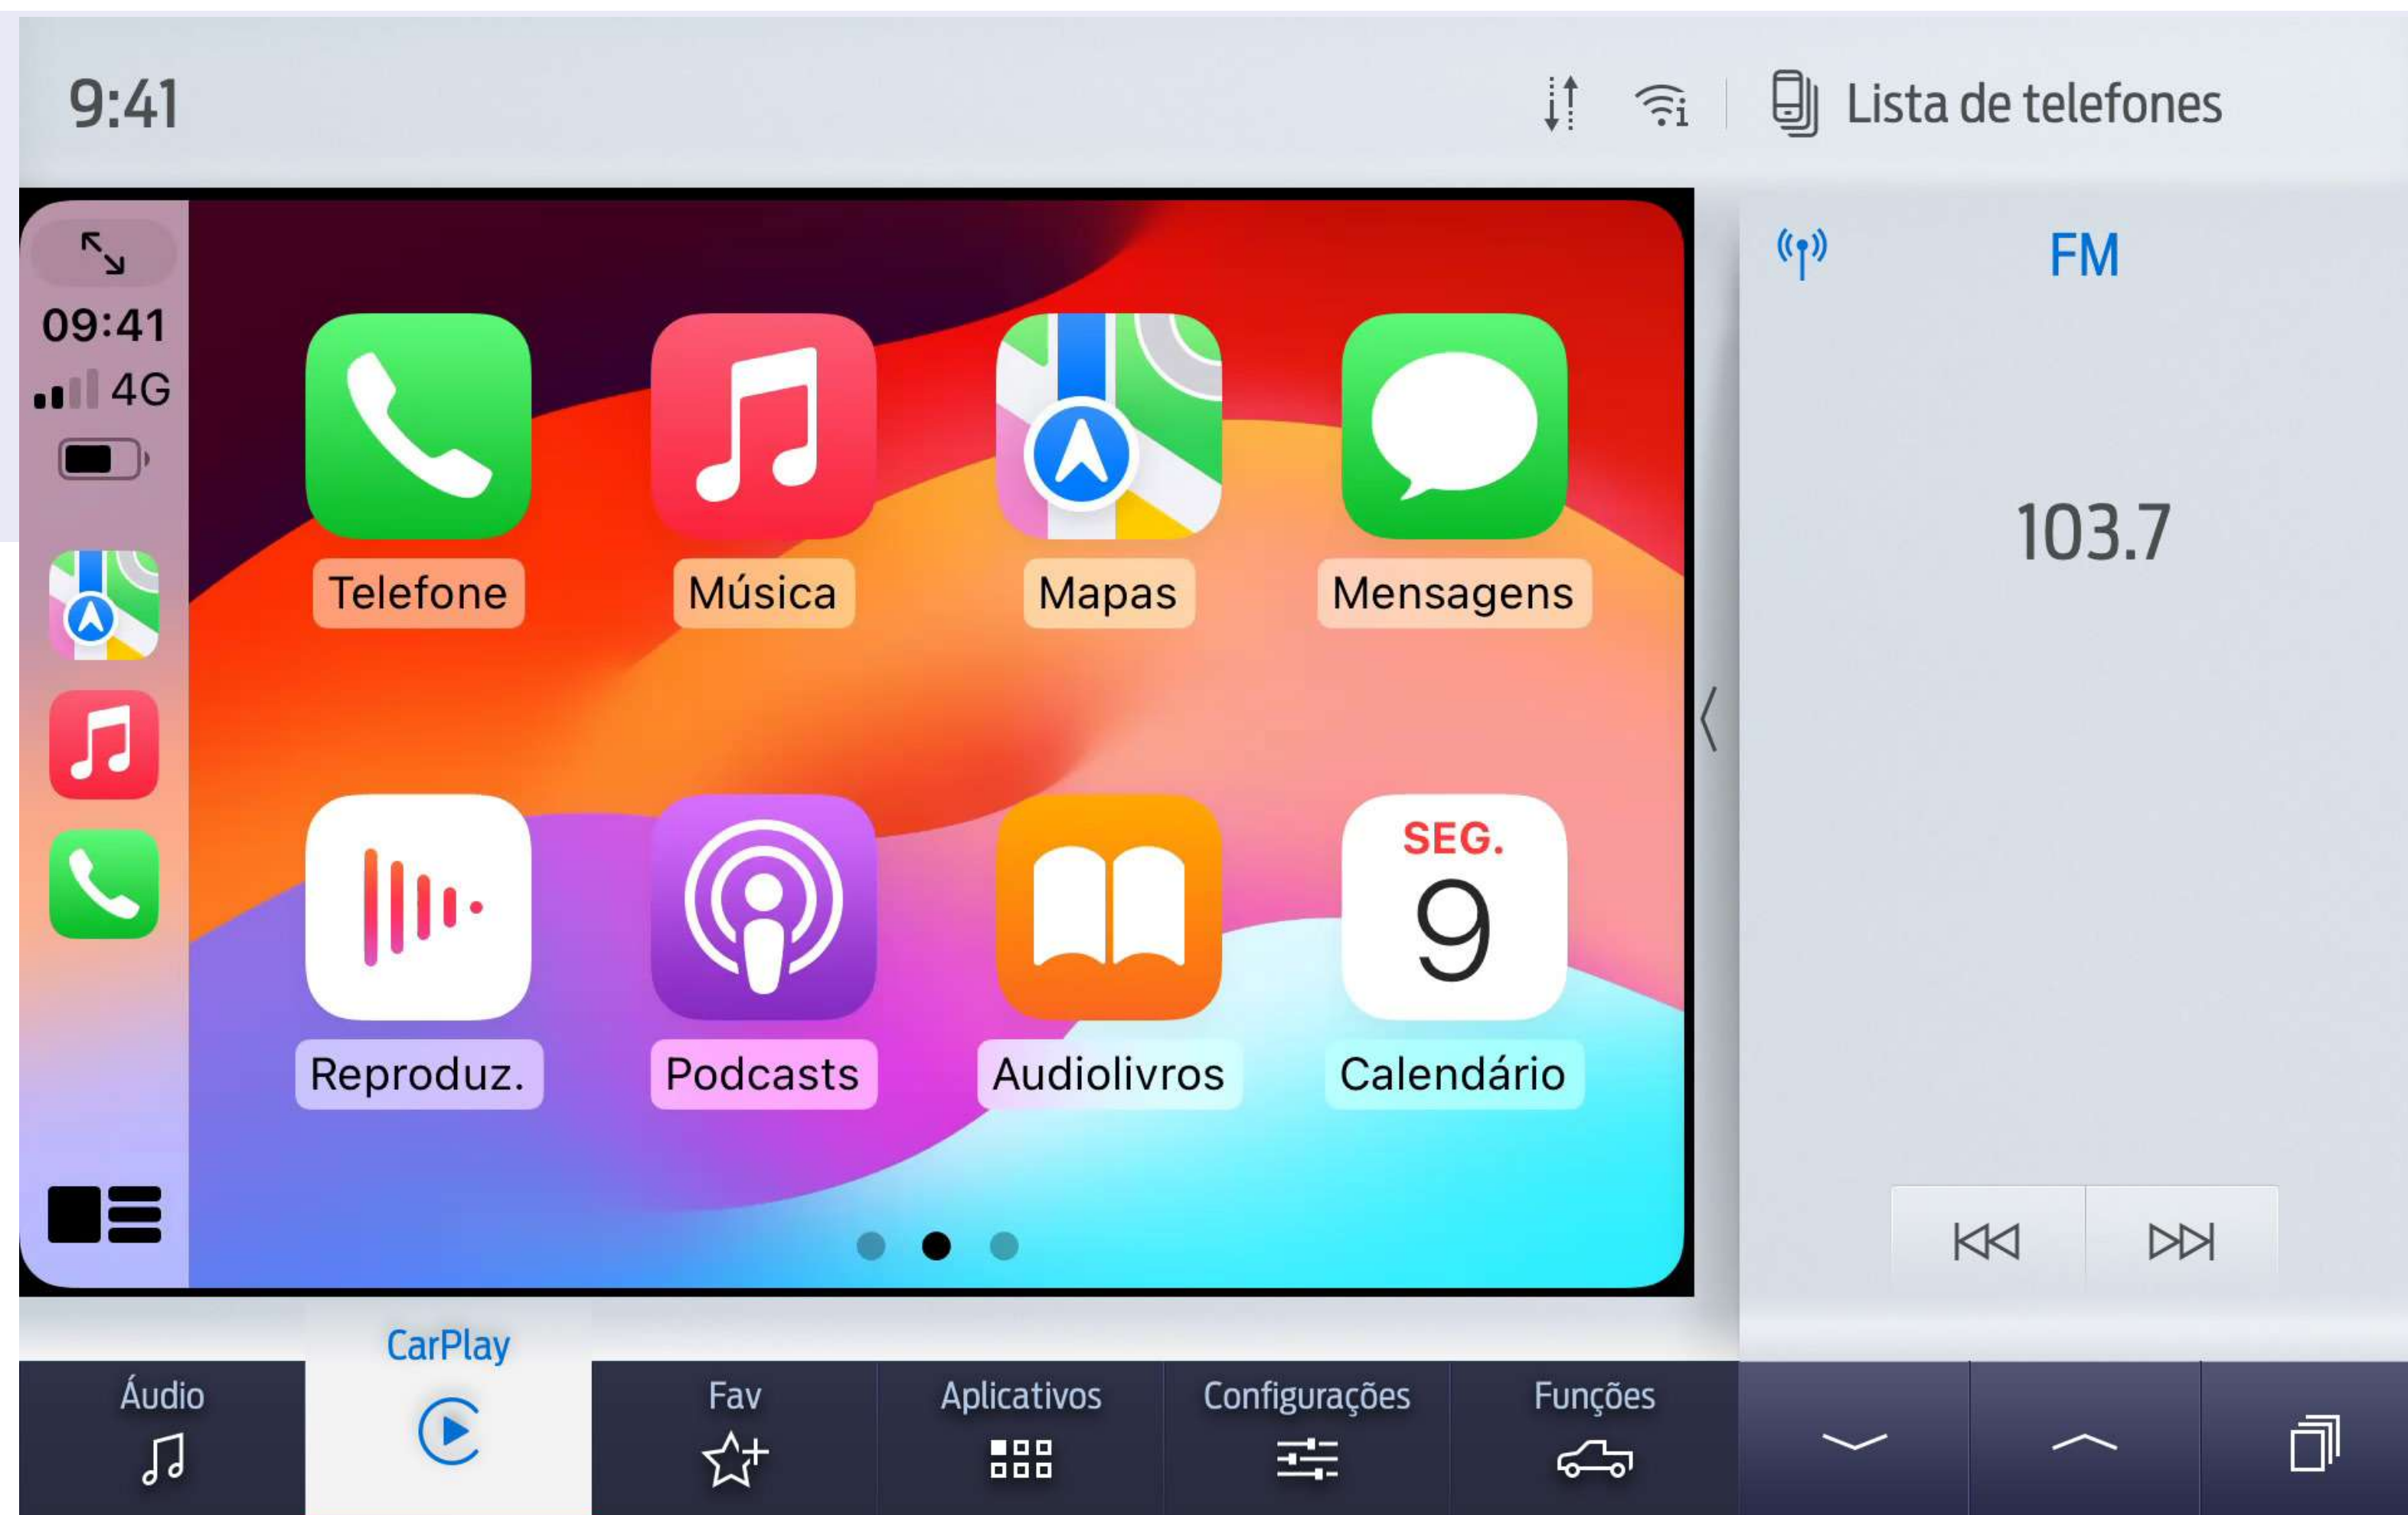 9:41
Lista de telefones
09:41
4G
Telefone
Música
Mapas
Mensagens
SEG.
9
Reproduz.
Podcasts
Audiolivros
Calendário
FM
103.7
Áudio
CarPlay
Fav
Aplicativos
Configurações
Funções